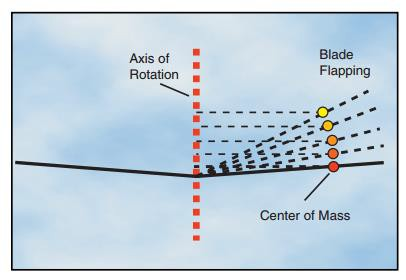 Axis of
Rotation
Blade
Flapping
Center of Mass